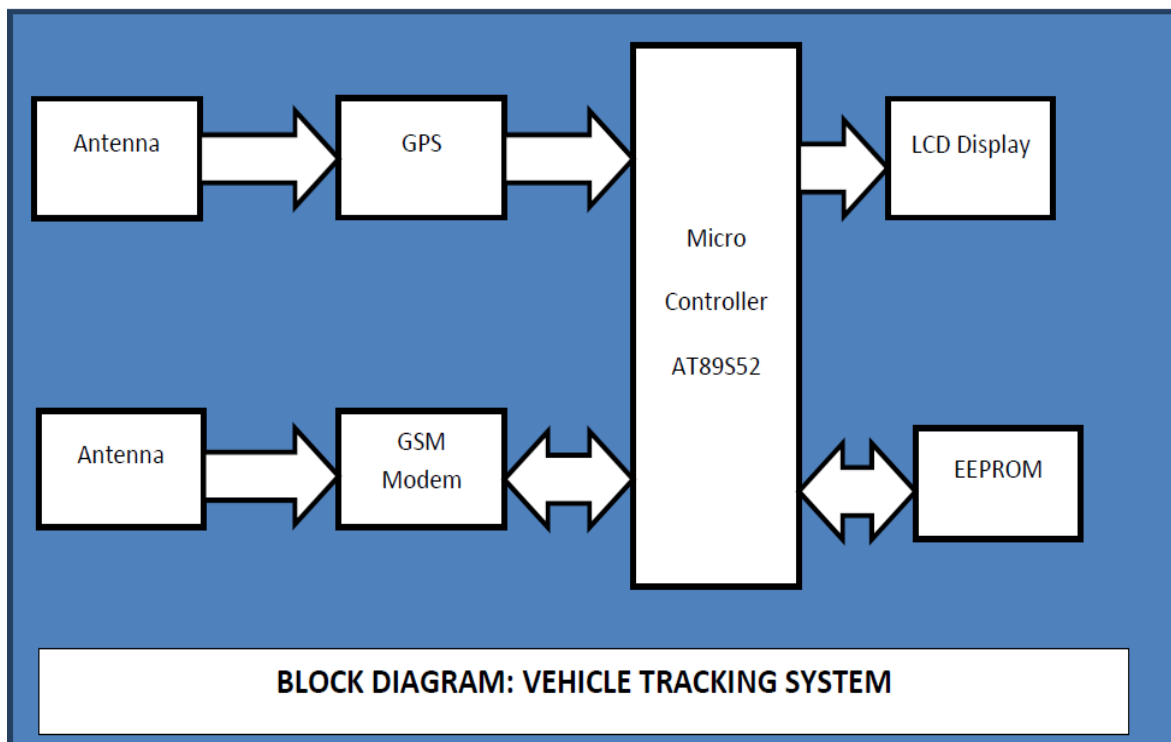 Antenna
GPS
LCD Display
Micro
Controller
AT89S52
Antenna
GSM
Modem
EEPROM
BLOCK DIAGRAM: VEHICLE TRACKING SYSTEM